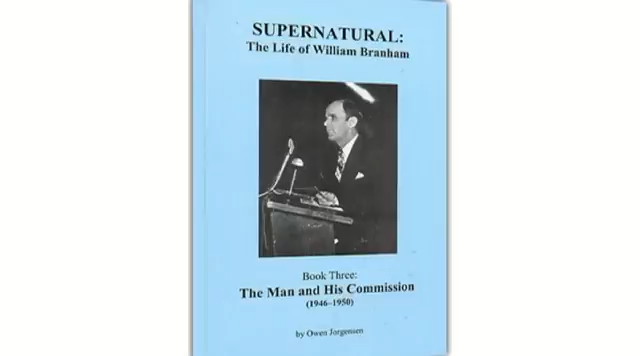 SUPERNATURAL:
The Life of William Branham
Book Three:
The Man and His Commission
(1946–1950)
by Owen Jorgensen